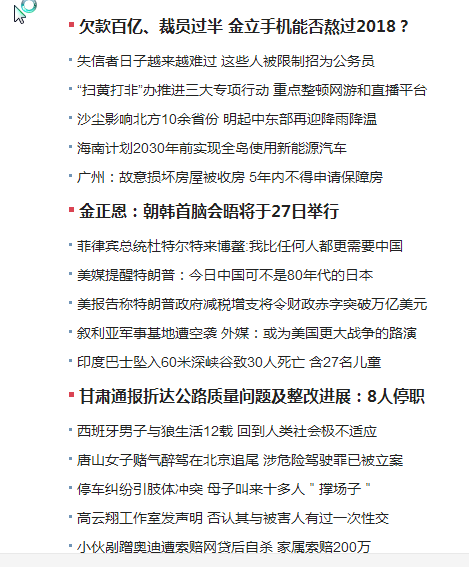 欠款百亿、裁员过半 金立手机能否熬过2018？
失信者日子越来越难过 这些人被限制招为公务员
“扫黄打非”办推进三大专项行动 重点整顿网游和直播平台
沙尘影响北方10余省份 明起中东部再迎降雨降温
海南计划2030年前实现全岛使用新能源汽车
广州：故意损坏房屋被收房 5年内不得申请保障房
金正恩：朝韩首脑会晤将于27日举行
菲律宾总统杜特尔特来博鳌:我比任何人都更需要中国
美媒提醒特朗普：今日中国可不是80年代的日本
美报告称特朗普政府减税增支将令财政赤字突破万亿美元
叙利亚军事基地遭空袭 外媒：或为美国更大战争的路演
印度巴士坠入60米深峡谷致30人死亡 含27名儿童
甘肃通报折达公路质量问题及整改进展：8人停职
西班牙男子与狼生活12载 回到人类社会极不适应
唐山女子赌气醉驾在北京追尾 涉危险驾驶罪已被立案
停车纠纷引肢体冲突 母子叫来十多人＂撑场子＂
高云翔工作室发声明 否认其与被害人有过一次性交
小伙剐蹭奥迪遭索赔网贷后自杀 家属索赔200万